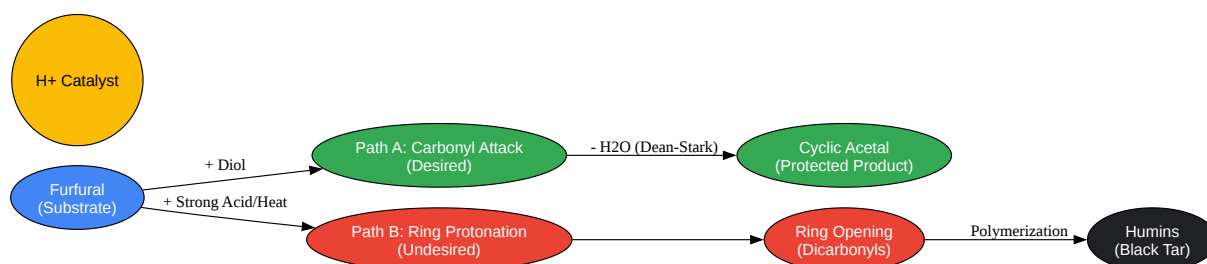 H+ Catalyst
Furfural
(Substrate)
+ Diol
+ Strong Acid/Heat
Path A: Carbonyl Attack
(Desired)
- H2O (Dean-Stark)
Cyclic Acetal
(Protected Product)
Path B: Ring Protonation
(Undesired)
Ring Opening
(Dicarbonyls)
Polymerization
Humins
(Black Tar)